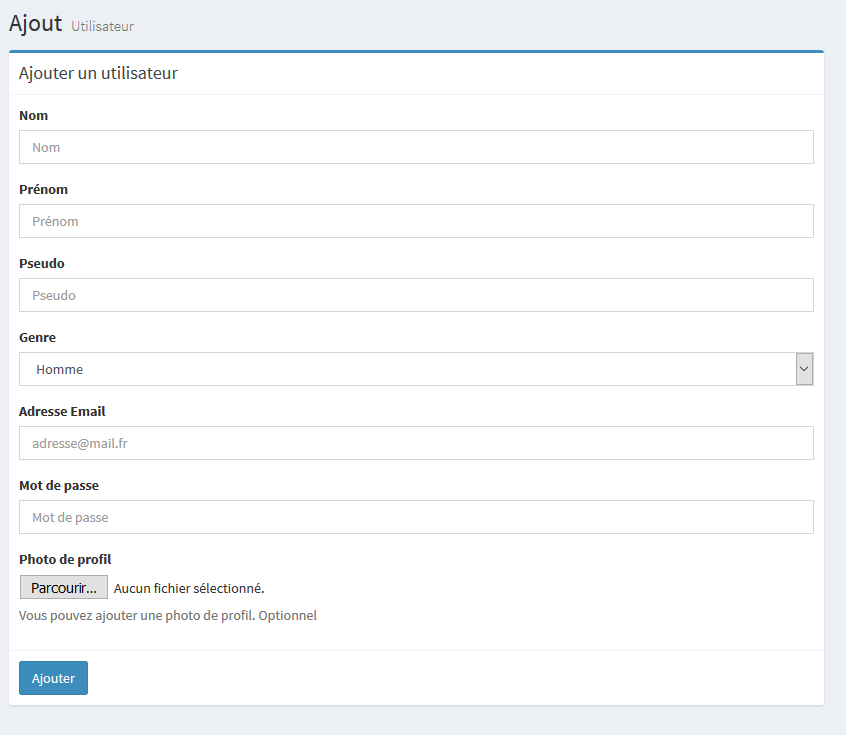 Ajout Utilisateur
Ajouter un utilisateur
Nom
Nom
Prénom
Prénom
Pseudo
Pseudo
Genre
Homme
Adresse Email
adresse@mail.fr
Mot de passe
Mot de passe
Photo de profil
Parcourir... Aucun fichier sélectionné.
Vous pouvez ajouter une photo de profil. Optionnel
Ajouter